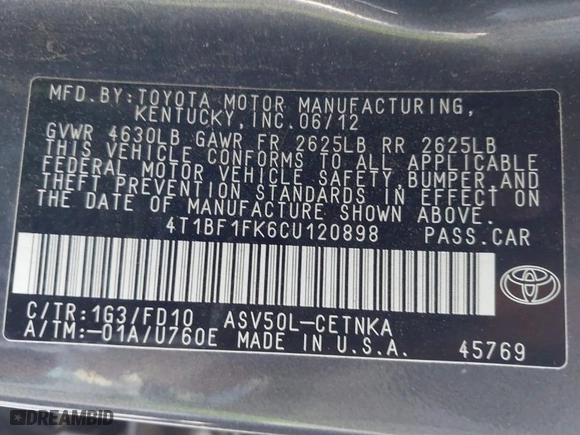 MFD.BY:TOYOTA MOTOR MANUFACTURING,
KENTUCKY, INC.06/12
GVWR 4630LB GAWR FR 2625LB RR 2625LB
THIS VEHICLE CONFORMS TO ALL APPLICABLE
FEDERAL MOTOR VEHICLE SAFETY,BUMPER,AND
THEFT PREVENTION STANDARDS IN EFFECT ON
THE DATE OF MANUFACTURE SHOWN ABOVE.
4T1BF1FK6CU120898 PASS.CAR
C/TR:1G3/FD10 ASV50L-CETNKA
A/TM:-01A/U760E MADE IN U.S.A. 45769
DREAMBID